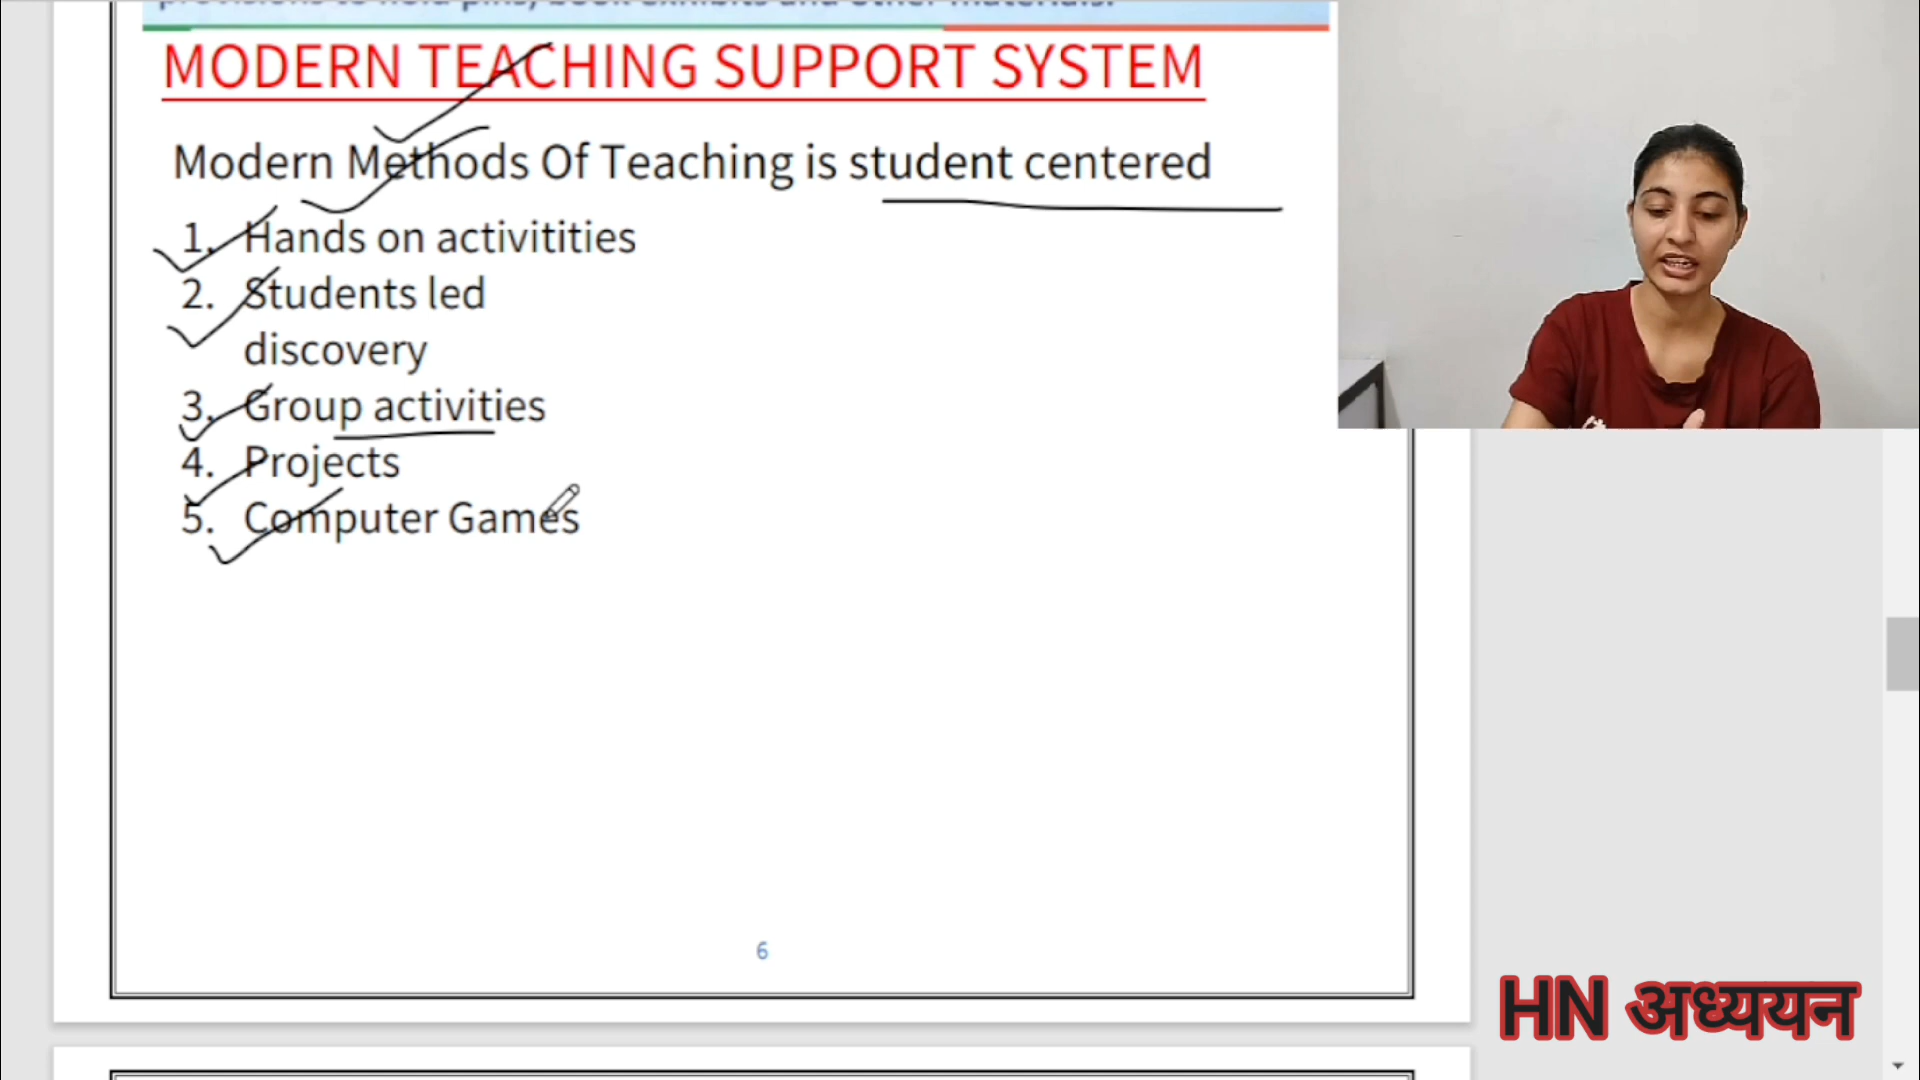 MODERN TEACHING SUPPORT SYSTEM
Modern Methods Of Teaching is student centered
1. Hands on activitities
2. Students led
discovery
3. Group activities
4. Projects
5. Computer Games
6
HN अध्ययन